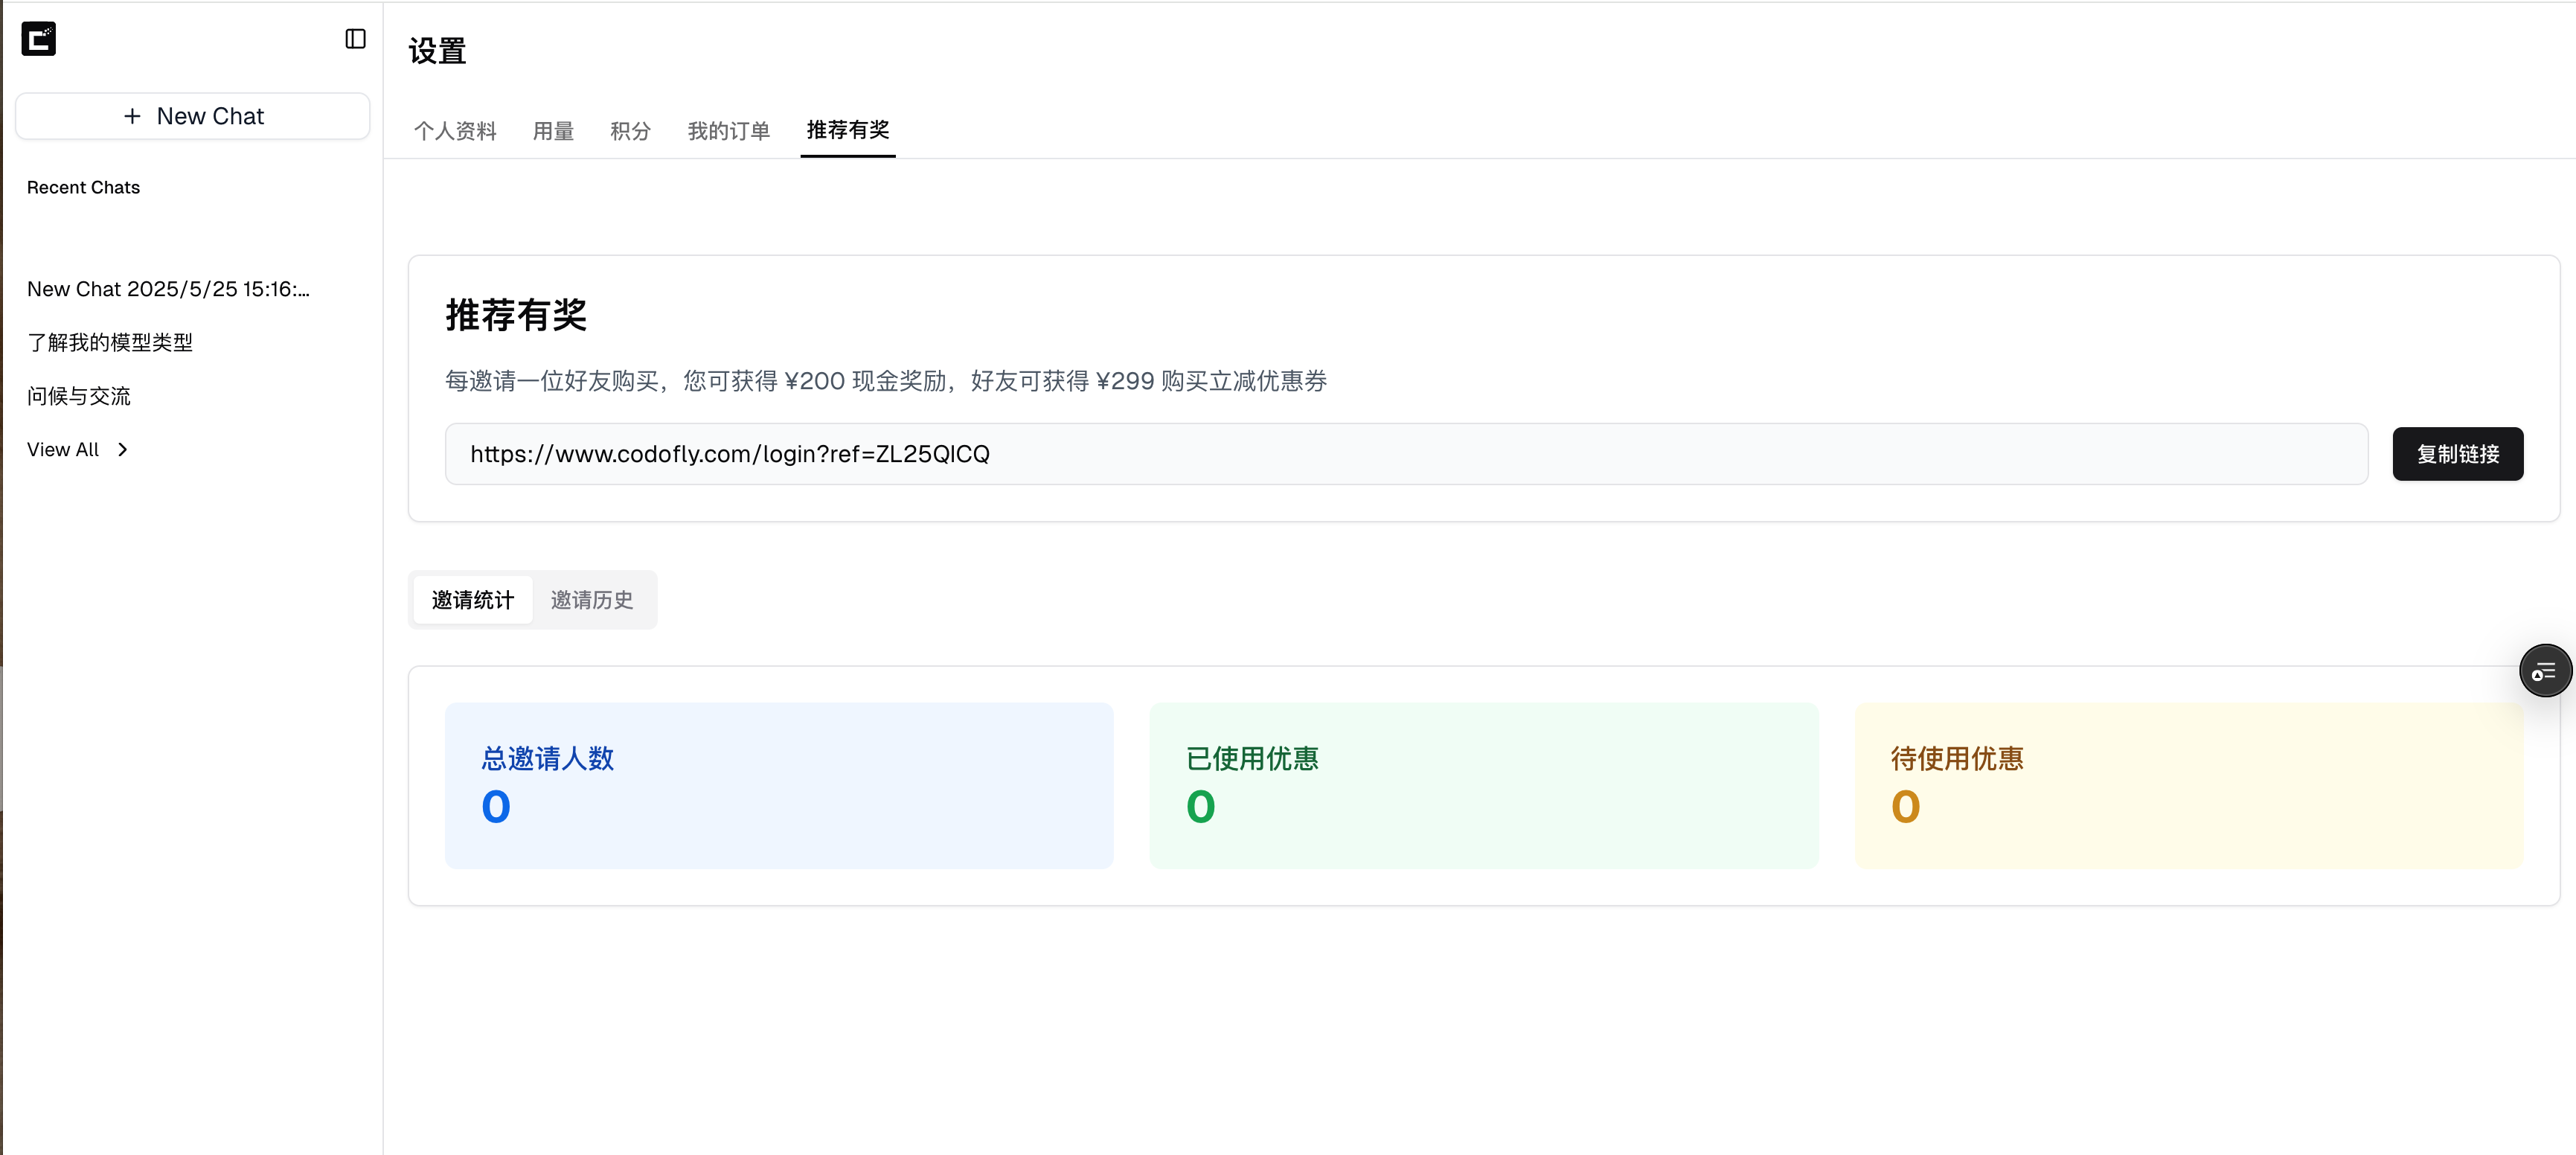 设置
New Chat
个人资料 用量 积分 我的订单 推荐有奖
Recent Chats
New Chat 2025/5/25 15:16:...
了解我的模型类型
问候与交流
View All
推荐有奖
每邀请一位好友购买，您可获得 ¥200 现金奖励，好友可获得 ¥299 购买立减优惠券
https://www.codofly.com/login?ref=ZL25QICQ
复制链接
邀请统计 邀请历史
总邀请人数
0
已使用优惠
0
待使用优惠
0